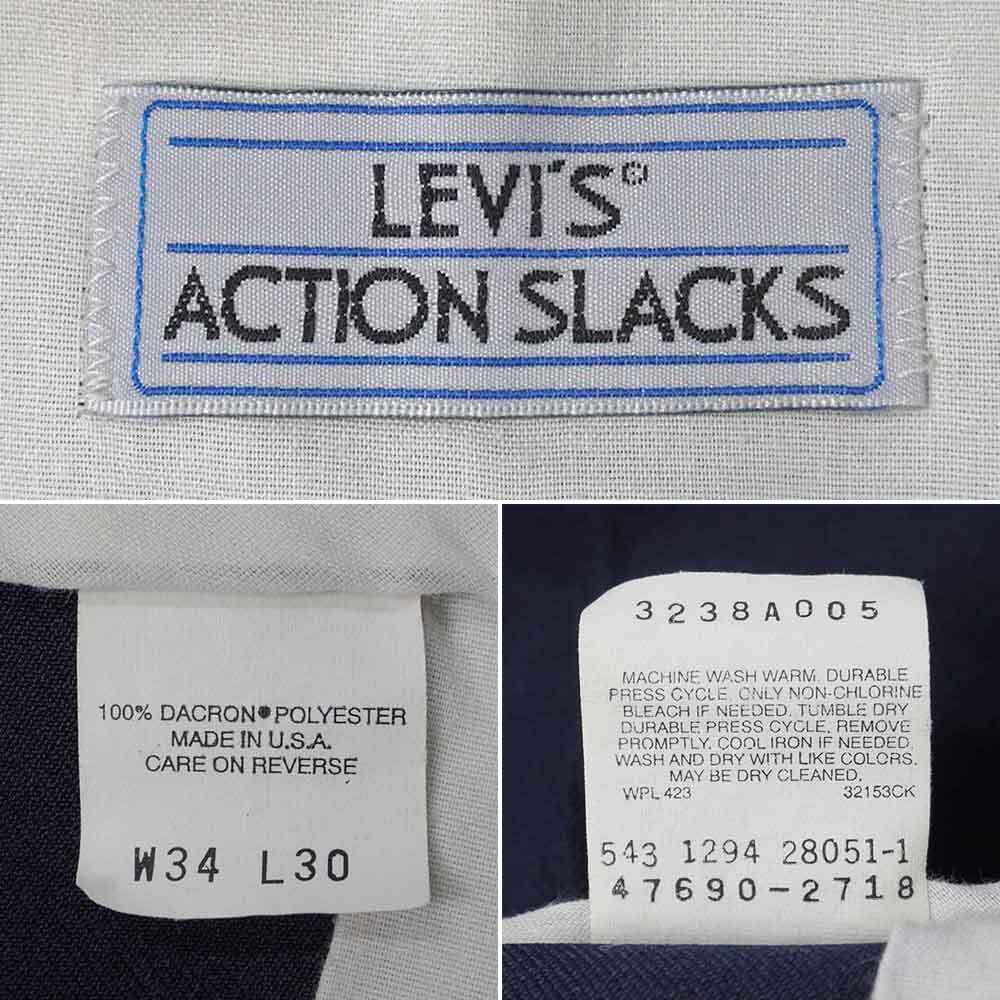 LEVI'S®
ACTION SLACKS
100% DACRON® POLYESTER
MADE IN U.S.A.
CARE ON REVERSE
W34 L30
3238A005
MACHINE WASH WARM. DURABLE
PRESS CYCLE. ONLY NON-CHLORINE
BLEACH IF NEEDED. TUMBLE DRY
DURABLE PRESS CYCLE. REMOVE
PROMPTLY. COOL IRON IF NEEDED.
WASH AND DRY WITH LIKE COLORS.
MAY BE DRY CLEANED.
WPL 423 32153CK
543 1294 28051-1
47690-2718